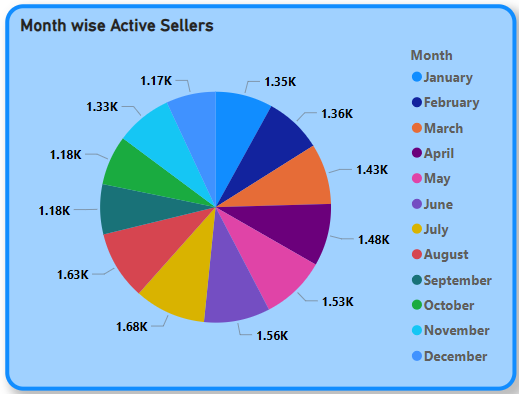 Month wise Active Sellers
1.35K
1.36K
1.43K
1.48K
1.53K
1.56K
1.68K
1.63K
1.18K
1.18K
1.33K
1.17K
Month
January
February
March
April
May
June
July
August
September
October
November
December